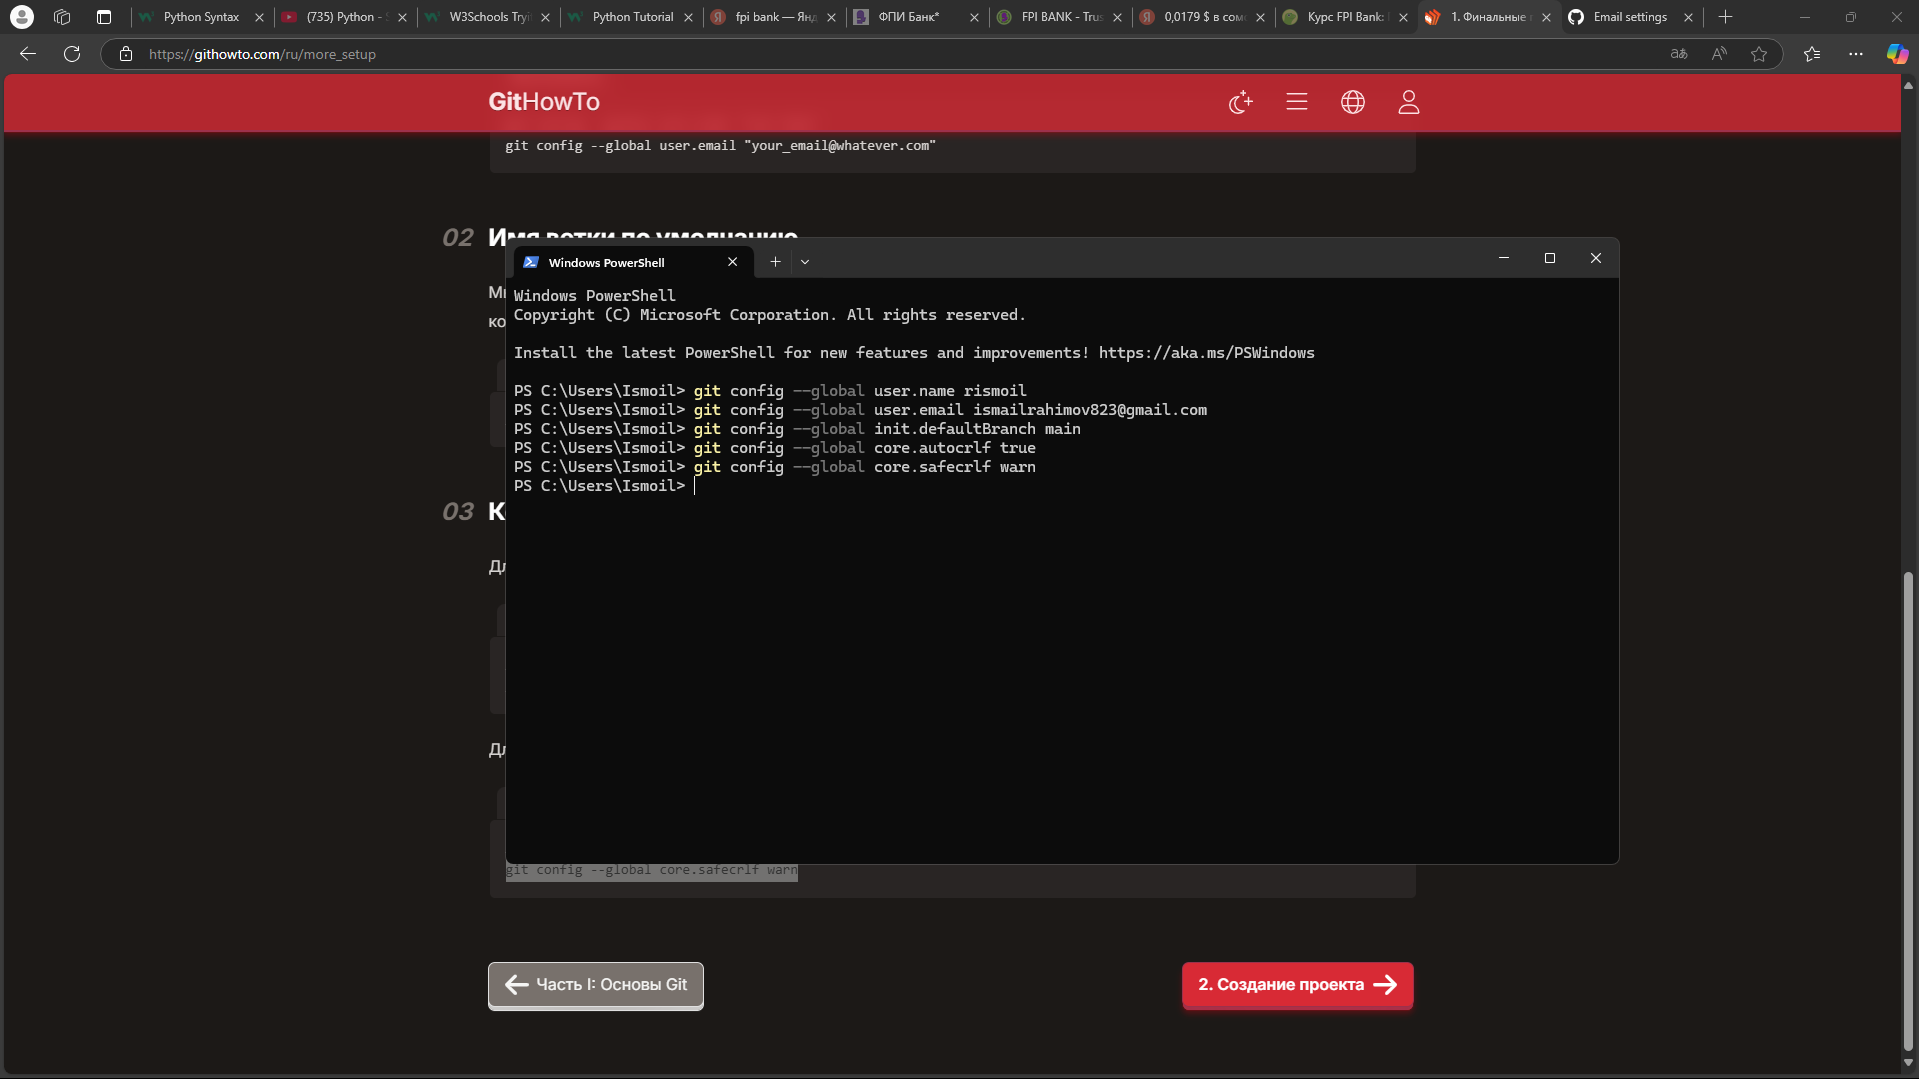 Python Syntax
(735) Python -
W3Schools Tryi
Python Tutorial
fpi bank — Янд
ФПИ Банк*
FPI BANK - Trus
0,0179 $ в сомо
Курс FPI Bank:
1. Финальные
Email settings
https://githowto.com/ru/more_setup
GitHowTo
git config --global user.email "your_email@whatever.com"
02 Имя ветки по умолчанию
Windows PowerShell
Windows PowerShell
Copyright (C) Microsoft Corporation. All rights reserved.
Install the latest PowerShell for new features and improvements! https://aka.ms/PSWindows
PS C:\Users\Ismoil> git config --global user.name rismoil
PS C:\Users\Ismoil> git config --global user.email ismailrahimov823@gmail.com
PS C:\Users\Ismoil> git config --global init.defaultBranch main
PS C:\Users\Ismoil> git config --global core.autocrlf true
PS C:\Users\Ismoil> git config --global core.safecrlf warn
PS C:\Users\Ismoil>
03
git config --global core.safecrlf warn
Часть I: Основы Git
2. Создание проекта